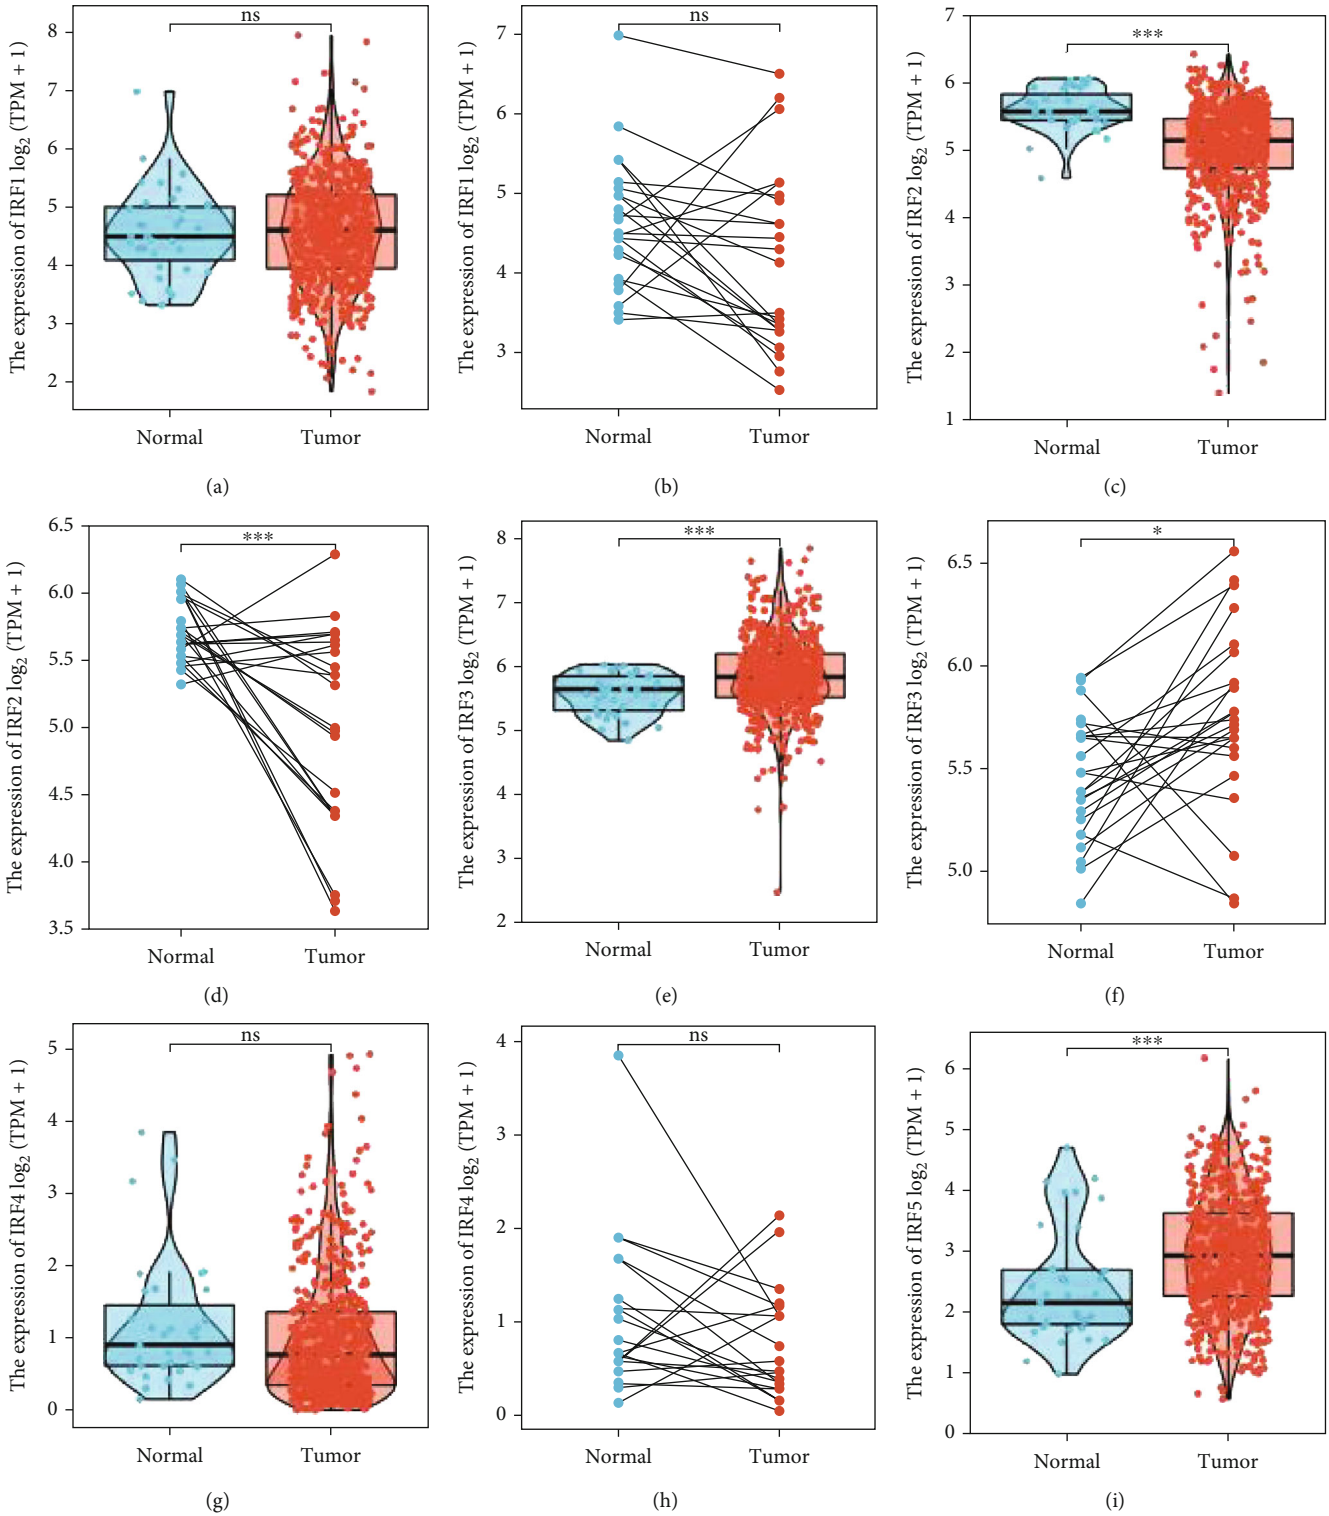 The expression of IRF1 log2 (TPM + 1)
8
7
6
5
4
3
2
ns
Normal Tumor
(a)
The expression of IRF1 log2 (TPM + 1)
7
6
5
4
3
ns
Normal Tumor
(b)
The expression of IRF2 log2 (TPM + 1)
7
6
5
4
3
2
1
***
Normal Tumor
(c)
The expression of IRF2 log2 (TPM + 1)
6.5
6.0
5.5
5.0
4.5
4.0
3.5
***
Normal Tumor
(d)
The expression of IRF3 log2 (TPM + 1)
8
7
6
5
4
3
2
***
Normal Tumor
(e)
The expression of IRF3 log2 (TPM + 1)
6.5
6.0
5.5
5.0
*
Normal Tumor
(f)
The expression of IRF4 log2 (TPM + 1)
5
4
3
2
1
0
ns
Normal Tumor
(g)
The expression of IRF4 log2 (TPM + 1)
4
3
2
1
0
ns
Normal Tumor
(h)
The expression of IRF5 log2 (TPM + 1)
6
5
4
3
2
1
0
***
Normal Tumor
(i)